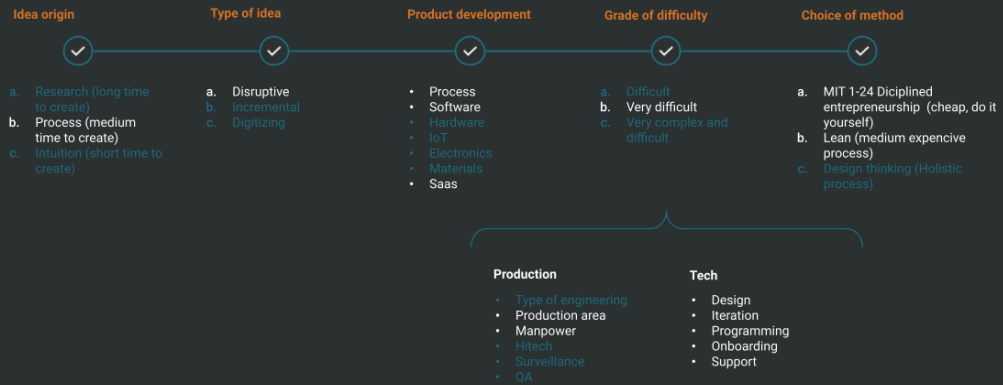 Idea origin
Type of idea
Product development
Grade of difficulty
Choice of method
a. Research (long time
to create)
b. Process (medium
time to create)
c. Intuition (short time to
create)
a. Disruptive
b. Incremental
c. Digitizing
• Process
• Software
• Hardware
• IoT
• Electronics
• Materials
• Saas
a. Difficult
b. Very difficult
c. Very complex and
difficult
a. MIT 1-24 Diciplined
entrepreneurship (cheap, do it
yourself)
b. Lean (medium expencive
process)
c. Design thinking (Holistic
process)
Production
• Type of engineering
• Production area
• Manpower
• Hitech
• Surveillance
• QA
Tech
• Design
• Iteration
• Programming
• Onboarding
• Support